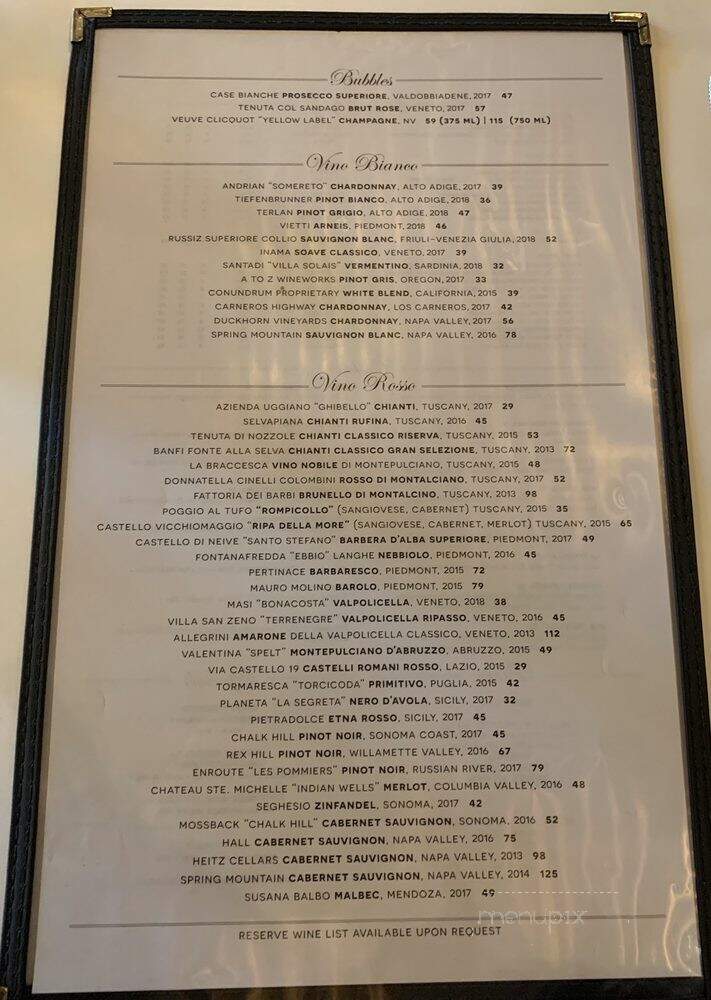 Bubbles
CASE BIANCHE PROSECCO SUPERIORE, VALDOBBIADENE, 2017 47
TENUTA COL SANDAGO BRUT ROSE, VENETO, 2017 57
VEUVE CLICQUOT "YELLOW LABEL" CHAMPAGNE, NV 59 (375 ML) | 115 (750 ML)
Vino Bianco
ANDRIAN "SOMERETO" CHARDONNAY, ALTO ADIGE, 2017 39
TIEFENBRUNNER PINOT BIANCO, ALTO ADIGE, 2018 36
TERLAN PINOT GRIGIO, ALTO ADIGE, 2018 47
VIETTI ARNEIS, PIEDMONT, 2018 46
RUSSIZ SUPERIORE COLLIO SAUVIGNON BLANC, FRIULI-VENEZIA GIULIA, 2018 52
INAMA SOAVE CLASSICO, VENETO, 2017 39
SANTADI "VILLA SOLAIS" VERMENTINO, SARDINIA, 2018 32
A TO Z WINEWORKS PINOT GRIS, OREGON, 2017 33
CONUNDRUM PROPRIETARY WHITE BLEND, CALIFORNIA, 2015 39
CARNEROS HIGHWAY CHARDONNAY, LOS CARNEROS, 2017 42
DUCKHORN VINEYARDS CHARDONNAY, NAPA VALLEY, 2017 56
SPRING MOUNTAIN SAUVIGNON BLANC, NAPA VALLEY, 2016 78
Vino Rosso
AZIENDA UGGIANO "GHIBELLO" CHIANTI, TUSCANY, 2017 29
SELVAPIANA CHIANTI RUFINA, TUSCANY, 2016 45
TENUTA DI NOZZOLE CHIANTI CLASSICO RISERVA, TUSCANY, 2015 53
BANFI FONTE ALLA SELVA CHIANTI CLASSICO GRAN SELEZIONE, TUSCANY, 2013 72
LA BRACCESCA VINO NOBILE DI MONTEPULCIANO, TUSCANY, 2015 48
DONNATELLA CINELLI COLOMBINI ROSSO DI MONTALCIANO, TUSCANY, 2017 52
FATTORIA DEI BARBI BRUNELLO DI MONTALCINO, TUSCANY, 2013 98
POGGIO AL TUFO "ROMPICOLLO" (SANGIOVESE, CABERNET) TUSCANY, 2015 35
CASTELLO VICCHIOMAGGIO "RIPA DELLA MORE" (SANGIOVESE, CABERNET, MERLOT) TUSCANY, 2015 65
CASTELLO DI NEIVE "SANTO STEFANO" BARBERA D'ALBA SUPERIORE, PIEDMONT, 2017 49
FONTANAFREDDA "EBBIO" LANGHE NEBBIOLO, PIEDMONT, 2016 45
PERTINACE BARBARESCO, PIEDMONT, 2015 72
MAURO MOLINO BAROLO, PIEDMONT, 2015 79
MASI "BONACOSTA" VALPOLICELLA, VENETO, 2018 38
VILLA SAN ZENO "TERRENEGRE" VALPOLICELLA RIPASSO, VENETO, 2016 45
ALLEGRINI AMARONE DELLA VALPOLICELLA CLASSICO, VENETO, 2013 112
VALENTINA "SPELT" MONTEPULCIANO D'ABRUZZO, ABRUZZO, 2015 49
VIA CASTELLO 19 CASTELLI ROMANI ROSSO, LAZIO, 2015 29
TORMARESCA "TORCICODA" PRIMITIVO, PUGLIA, 2015 42
PLANETA "LA SEGRETA" NERO D'AVOLA, SICILY, 2017 32
PIETRADOLCE ETNA ROSSO, SICILY, 2017 45
CHALK HILL PINOT NOIR, SONOMA COAST, 2017 45
REX HILL PINOT NOIR, WILLAMETTE VALLEY, 2016 67
ENROUTE "LES POMMIERS" PINOT NOIR, RUSSIAN RIVER, 2017 79
CHATEAU STE. MICHELLE "INDIAN WELLS" MERLOT, COLUMBIA VALLEY, 2016 48
SEGHESIO ZINFANDEL, SONOMA, 2017 42
MOSSBACK "CHALK HILL" CABERNET SAUVIGNON, SONOMA, 2016 52
HALL CABERNET SAUVIGNON, NAPA VALLEY, 2016 75
HEITZ CELLARS CABERNET SAUVIGNON, NAPA VALLEY, 2013 98
SPRING MOUNTAIN CABERNET SAUVIGNON, NAPA VALLEY, 2014 125
SUSANA BALBO MALBEC, MENDOZA, 2017 49
menupix
RESERVE WINE LIST AVAILABLE UPON REQUEST